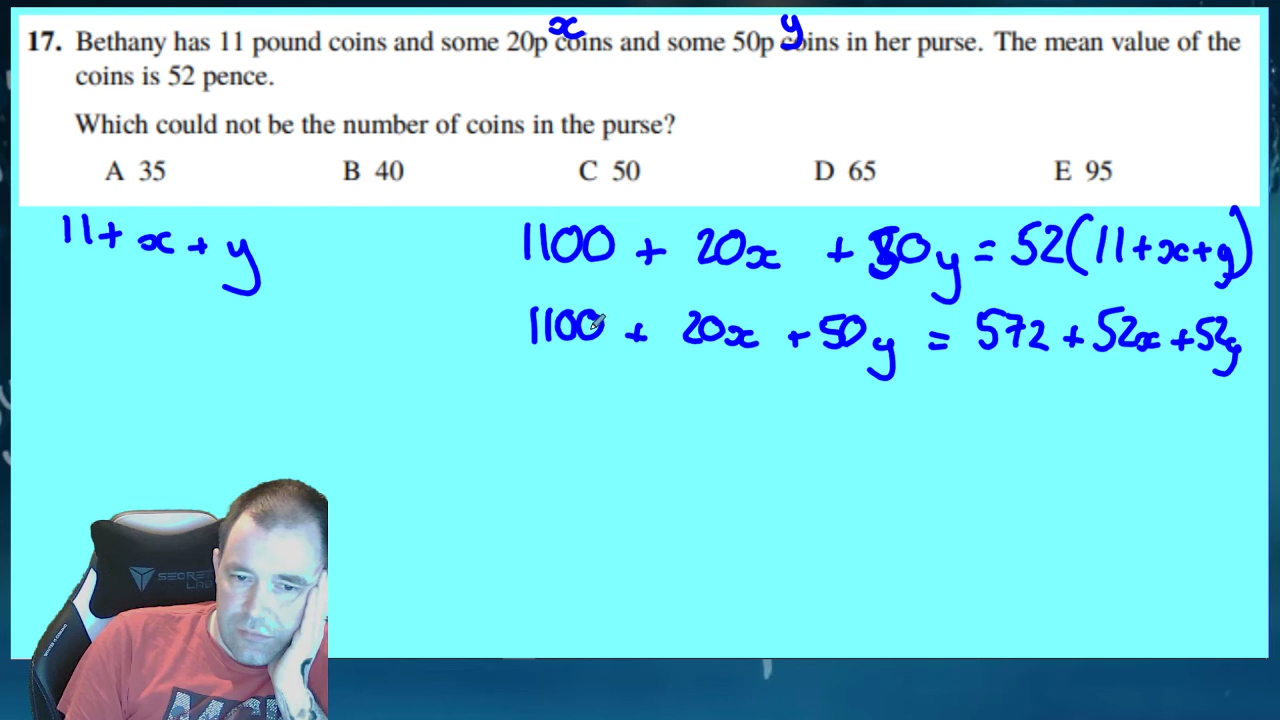 x y
17. Bethany has 11 pound coins and some 20p coins and some 50p coins in her purse. The mean value of the
coins is 52 pence.
Which could not be the number of coins in the purse?
A 35 B 40 C 50 D 65 E 95
11 + x + y
1100 + 20x + 50y = 52(11+x+y)
1100 + 20x + 50y = 572 + 52x + 52y